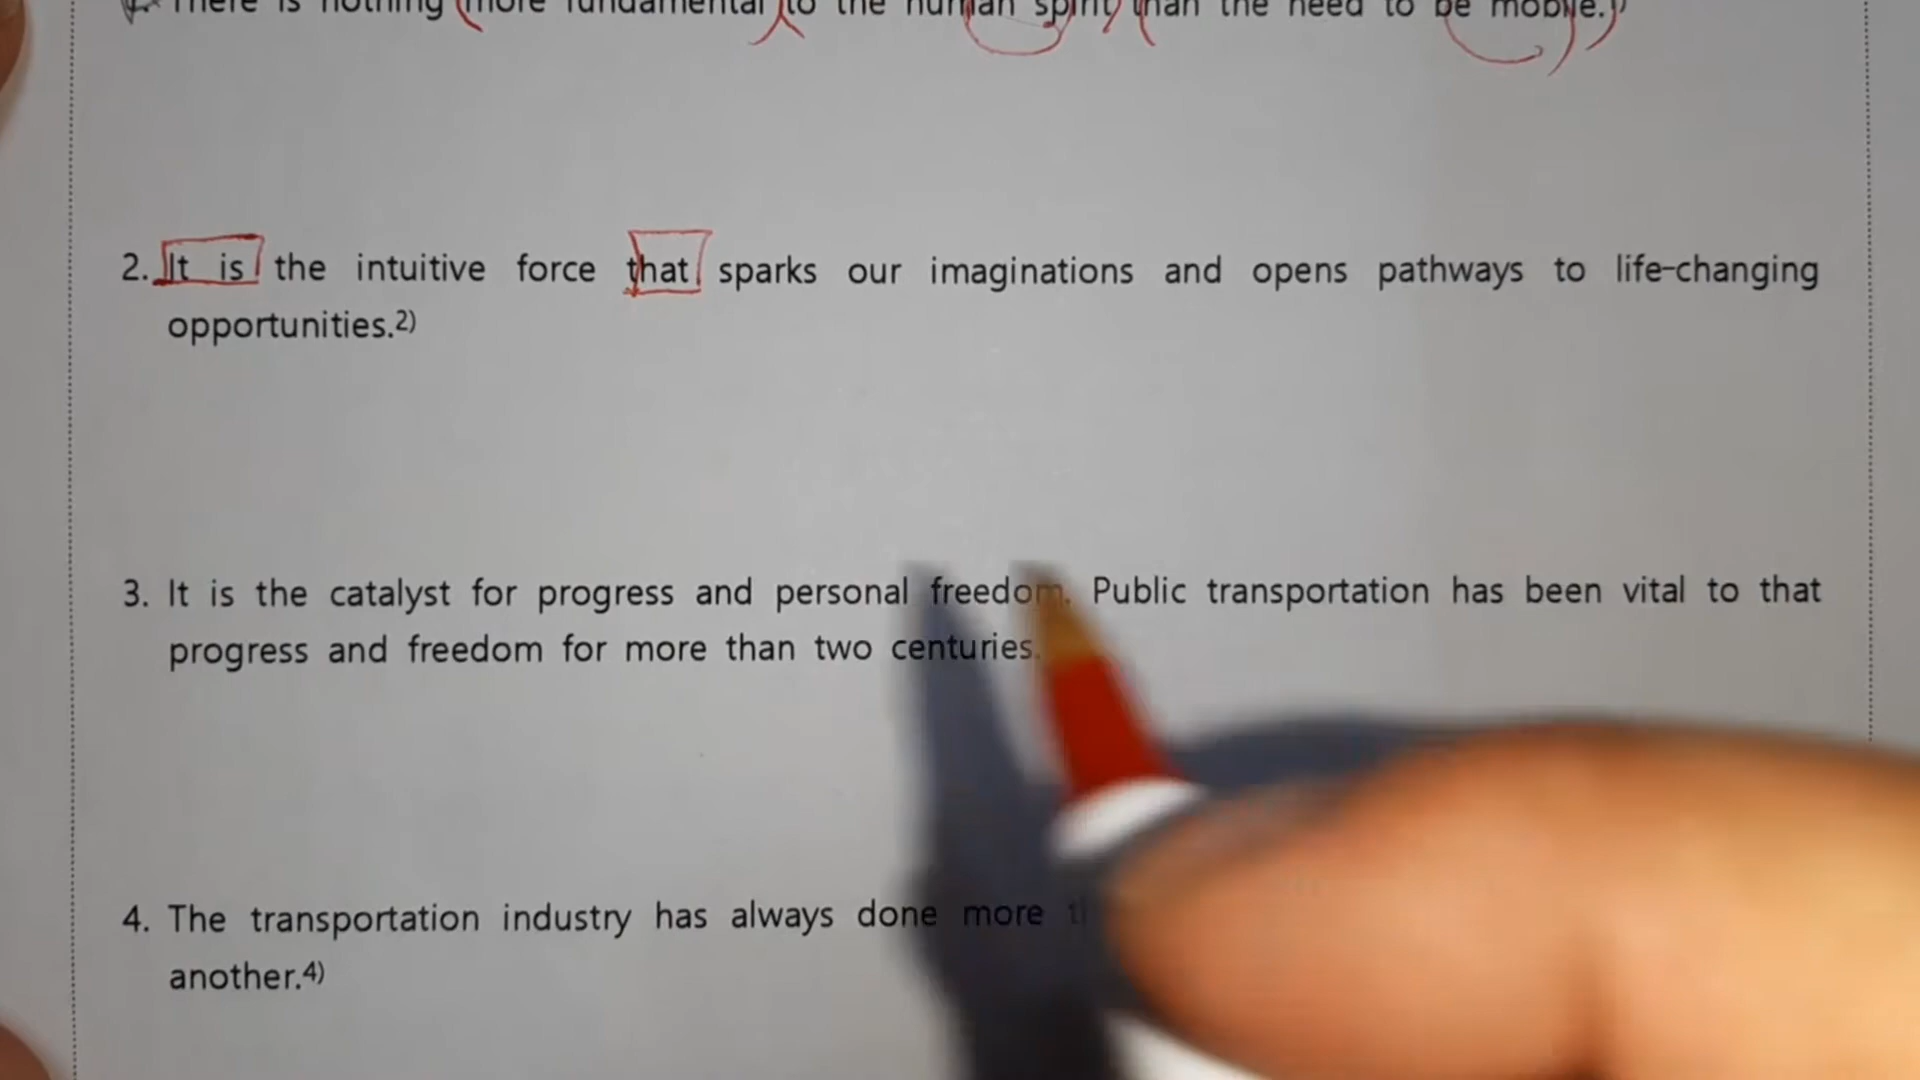 There is nothing more fundamental to the human spirit than the need to be mobile.1)
2. It is the intuitive force that sparks our imaginations and opens pathways to life-changing
opportunities.2)
3. It is the catalyst for progress and personal freedom. Public transportation has been vital to that
progress and freedom for more than two centuries.
4. The transportation industry has always done more
another.4)